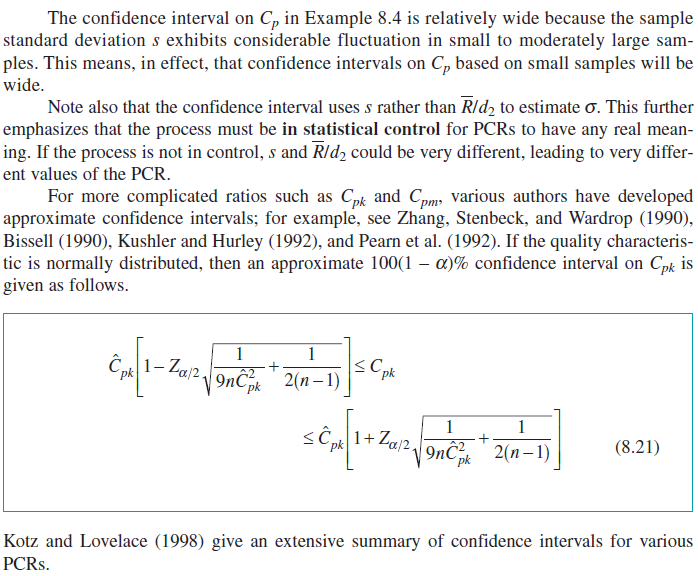 The confidence interval on Cp in Example 8.4 is relatively wide because the sample
standard deviation s exhibits considerable fluctuation in small to moderately large sam-
ples. This means, in effect, that confidence intervals on Cp based on small samples will be
wide.
Note also that the confidence interval uses s rather than R̅/d₂ to estimate σ. This further
emphasizes that the process must be in statistical control for PCRs to have any real mean-
ing. If the process is not in control, s and R̅/d₂ could be very different, leading to very differ-
ent values of the PCR.
For more complicated ratios such as Cpk and Cpm, various authors have developed
approximate confidence intervals; for example, see Zhang, Stenbeck, and Wardrop (1990),
Bissell (1990), Kushler and Hurley (1992), and Pearn et al. (1992). If the quality characteris-
tic is normally distributed, then an approximate 100(1 – α)% confidence interval on Cpk is
given as follows.
Ĉpk[1 – Zα/2 √(1/(9nĈ²pk) + 1/(2(n – 1)))] ≤ Cpk
≤ Ĉpk[1 + Zα/2 √(1/(9nĈ²pk) + 1/(2(n – 1)))] (8.21)
Kotz and Lovelace (1998) give an extensive summary of confidence intervals for various
PCRs.